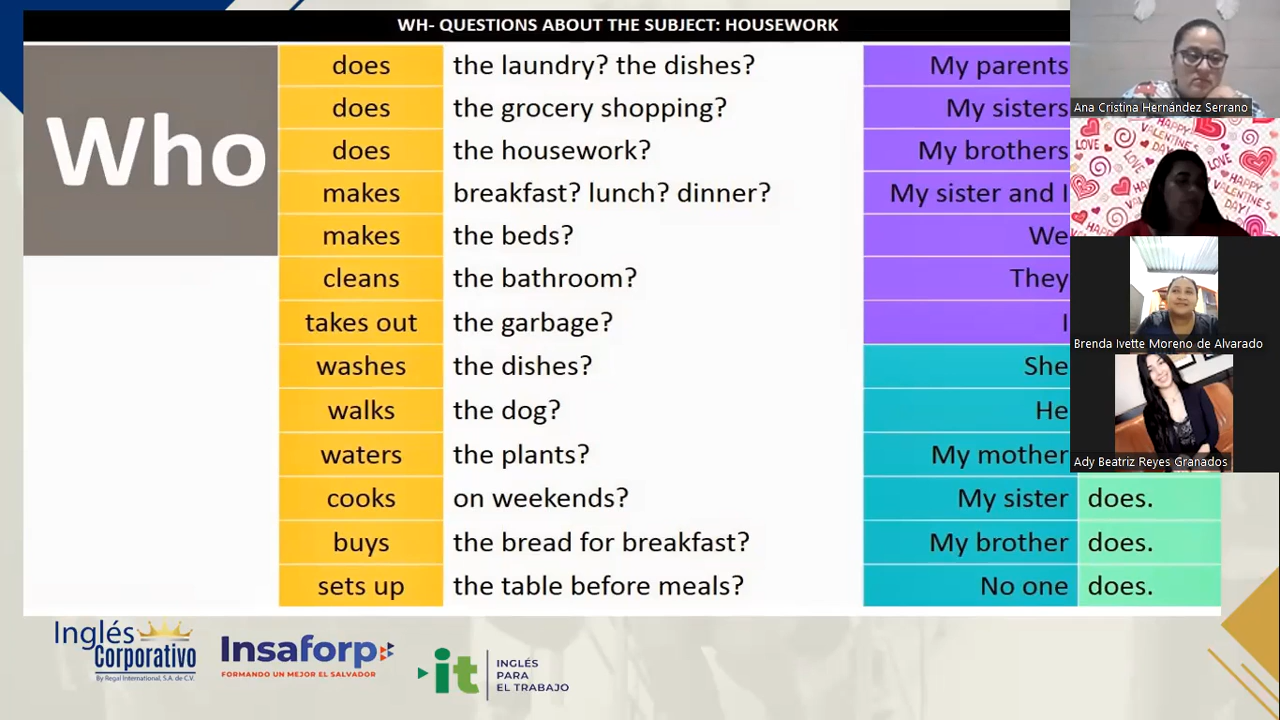 WH- QUESTIONS ABOUT THE SUBJECT: HOUSEWORK
Who
does the laundry? the dishes? My parents
does the grocery shopping? My sisters
does the housework? My brothers
makes breakfast? lunch? dinner? My sister and I
makes the beds? We
cleans the bathroom? They
takes out the garbage? I
washes the dishes? She
walks the dog? He
waters the plants? My mother
cooks on weekends? My sister does.
buys the bread for breakfast? My brother does.
sets up the table before meals? No one does.
Ana Cristina Hernández Serrano
HAPPY VALENTINE'S DAY!
LOVE
Brenda Ivette Moreno de Alvarado
Ady Beatriz Reyes Granados
Inglés
Corporativo
By Regal International, S.A. de C.V.
Insaforp
FORMANDO UN MEJOR EL SALVADOR
it
INGLÉS
PARA
EL TRABAJO